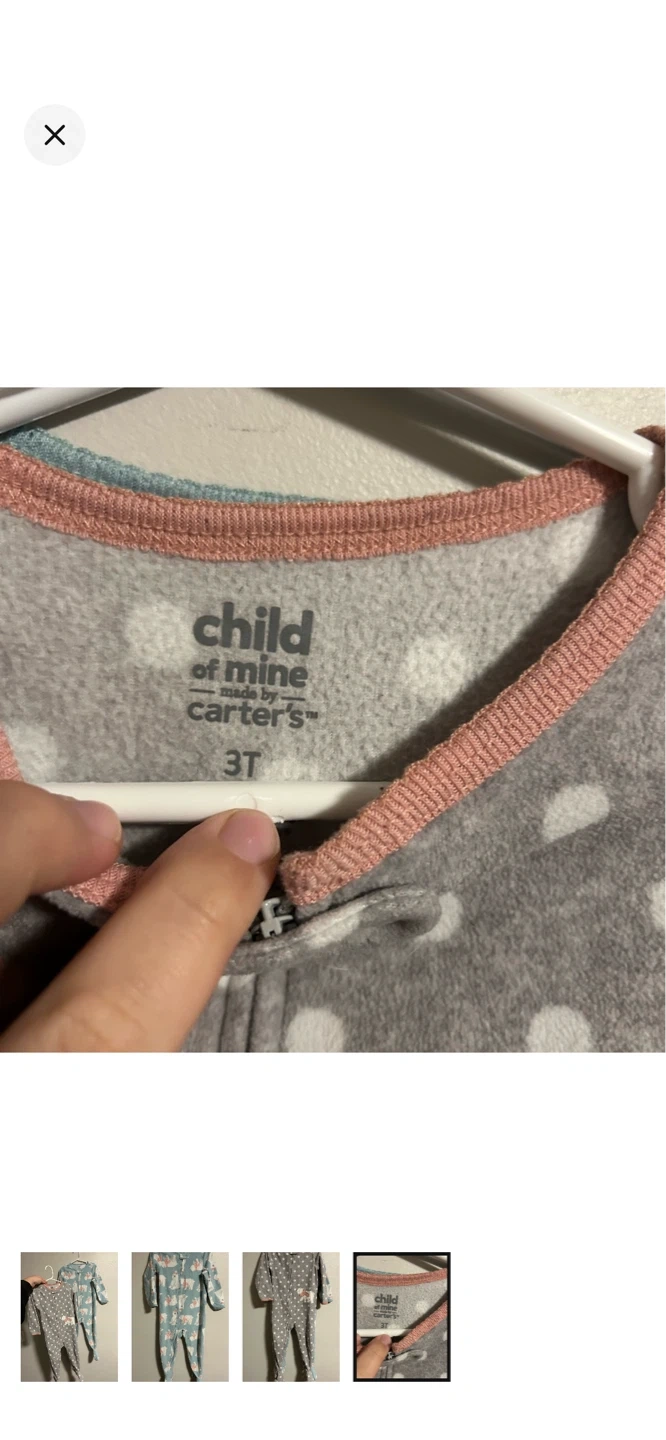 child
of mine
made by
carter's™
3T